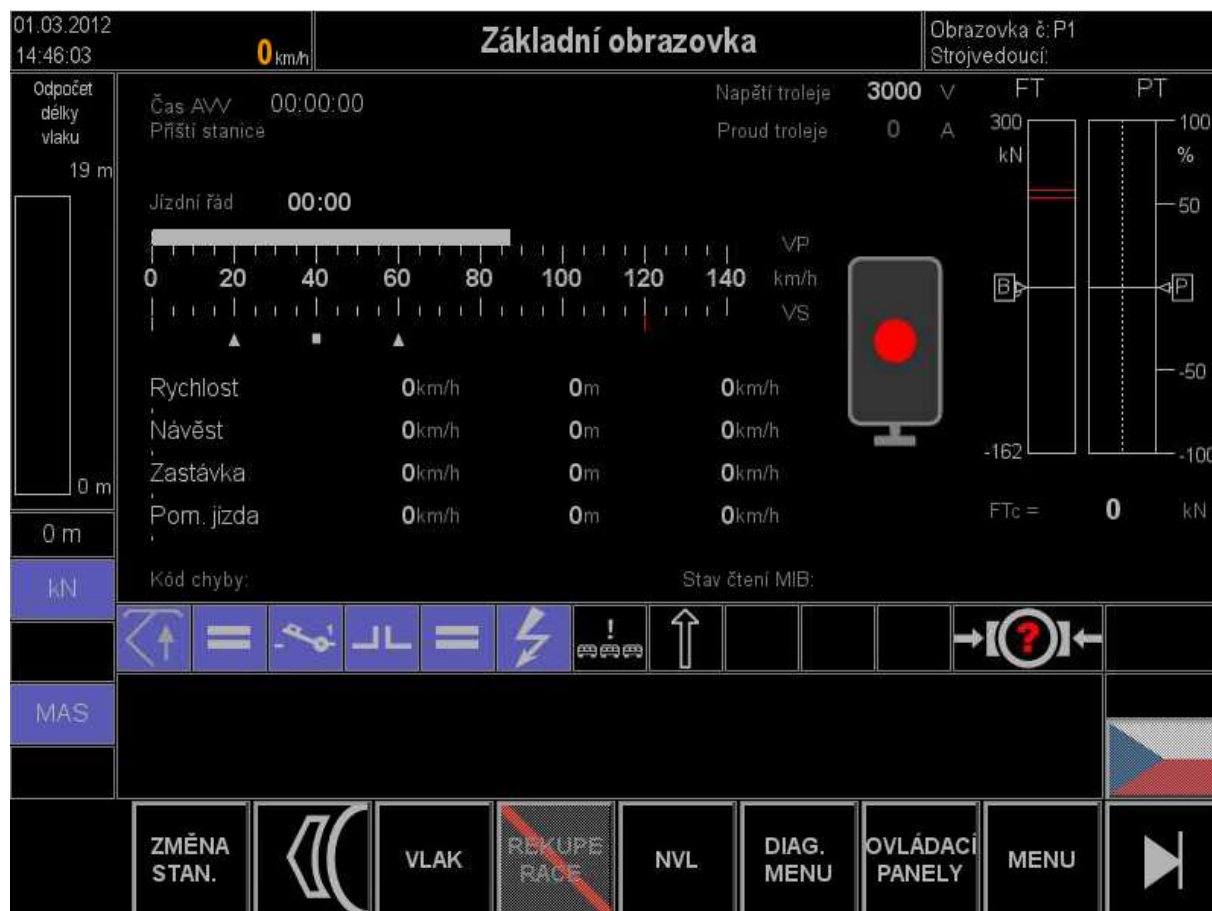 01.03.2012
14:46:03
0 km/h
Základní obrazovka
Obrazovka č: P1
Strojvedoucí:
Odpočet
délky
vlaku
19 m
0 m
0 m
kN
MAS
Čas AVV 00:00:00
Příští stanice
Napětí troleje 3000 V
Proud troleje 0 A
Jízdní řád 00:00
VP
0 20 40 60 80 100 120 140 km/h
VS
Rychlost 0km/h 0m 0km/h
Návěst 0km/h 0m 0km/h
Zastávka 0km/h 0m 0km/h
Pom. jízda 0km/h 0m 0km/h
Kód chyby: Stav čtení MIB:
FT PT
300 100
kN %
50
B P
-50
-162 -100
FTc = 0 kN
1 ! ?
ZMĚNA
STAN.
VLAK
REKUPE
RACE
NVL
DIAG.
MENU
OVLÁDACÍ
PANELY
MENU